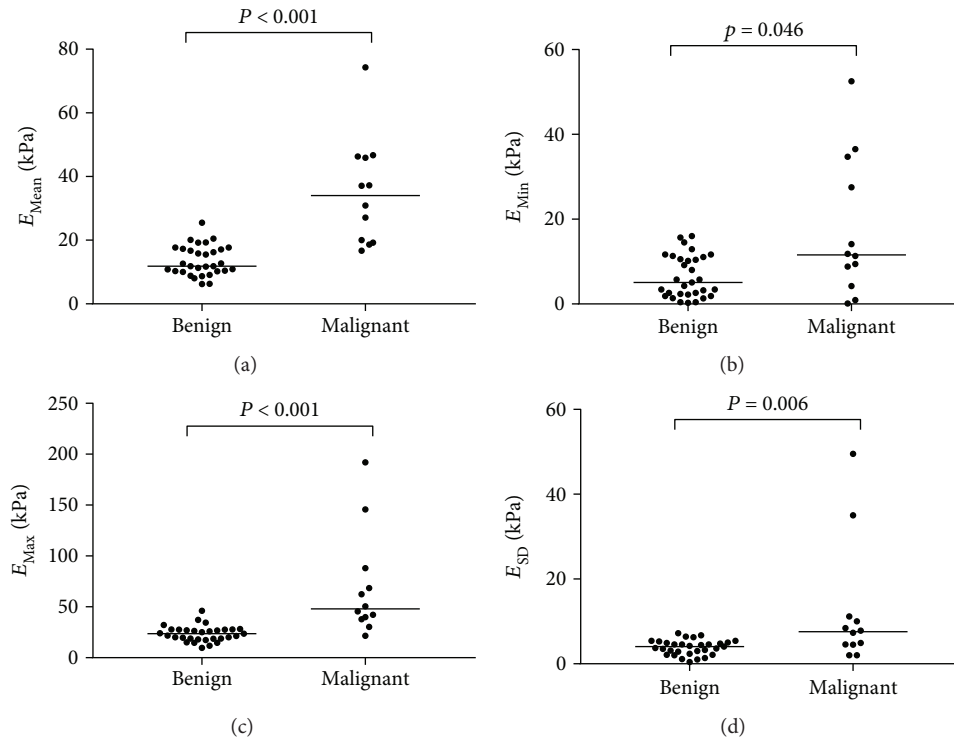 P < 0.001
80
60
40
20
0
E_Mean (kPa)
Benign
Malignant
(a)
p = 0.046
60
40
20
0
E_Min (kPa)
Benign
Malignant
(b)
P < 0.001
250
200
150
100
50
0
E_Max (kPa)
Benign
Malignant
(c)
P = 0.006
60
40
20
0
E_SD (kPa)
Benign
Malignant
(d)